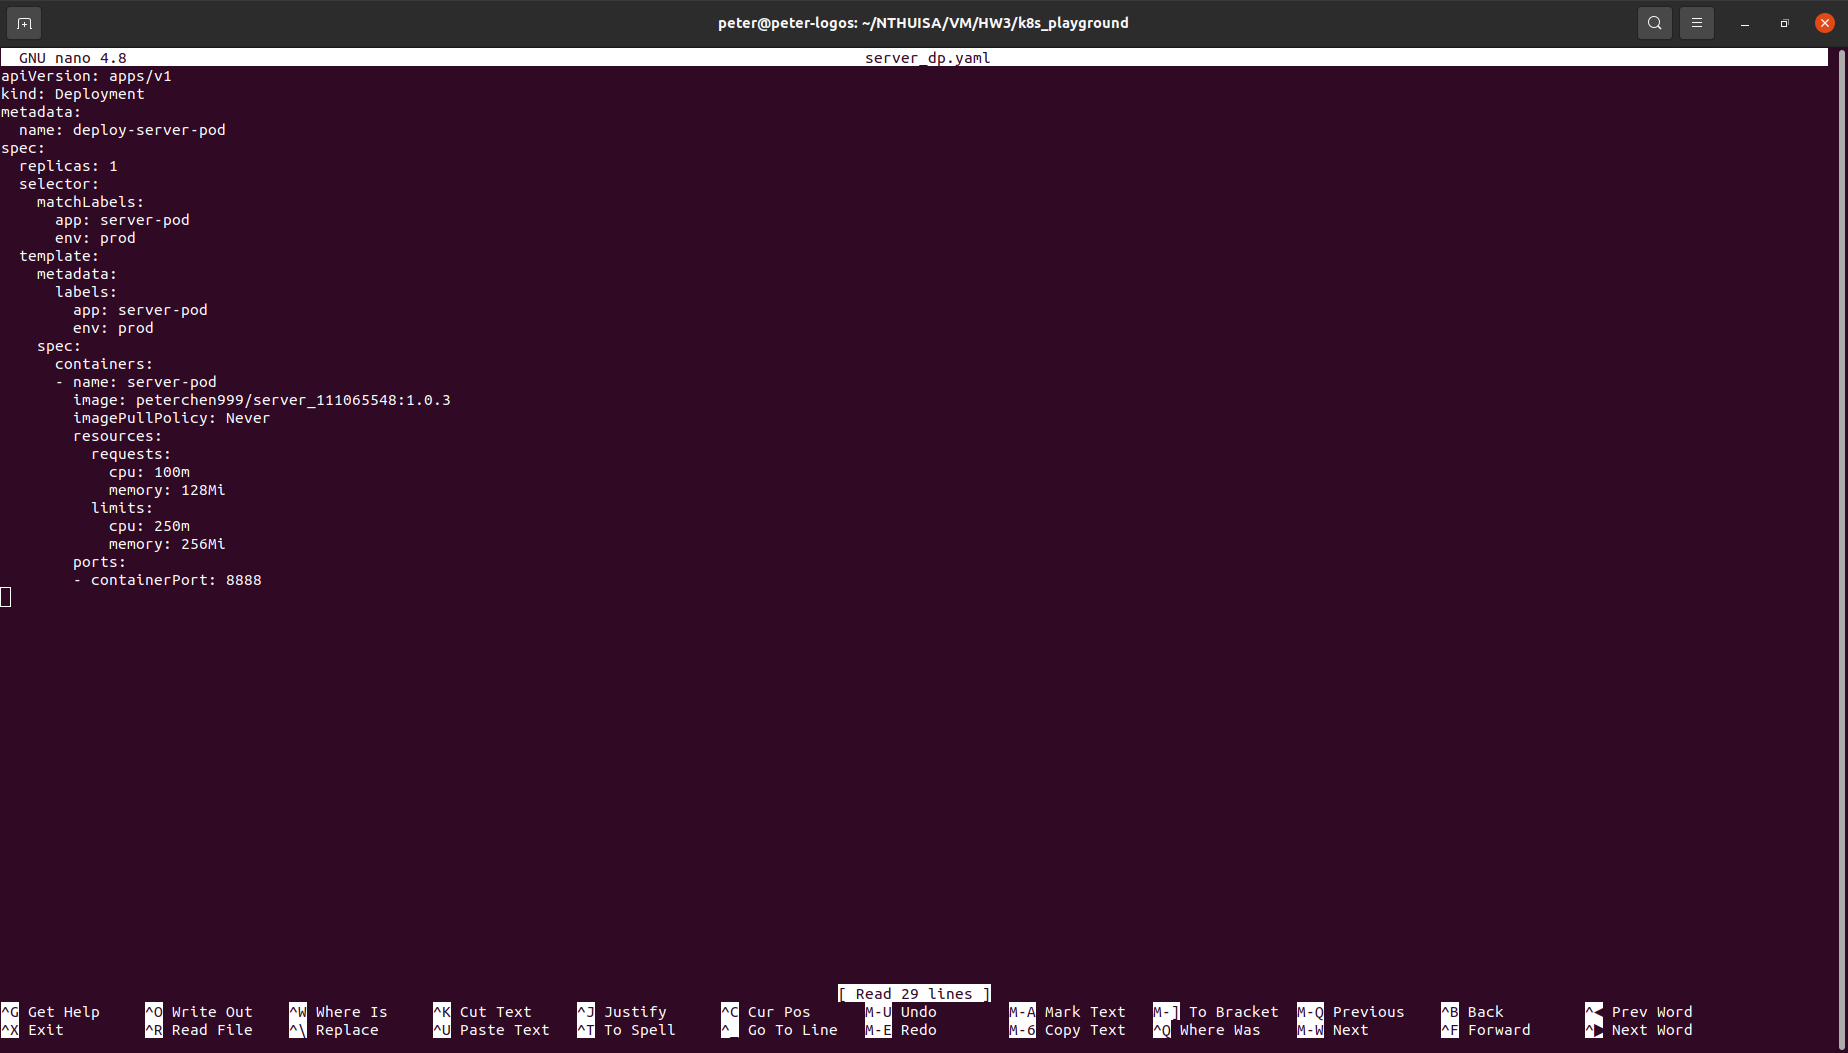 peter@peter-logos: ~/NTHUISA/VM/HW3/k8s_playground
GNU nano 4.8 server_dp.yaml
apiVersion: apps/v1
kind: Deployment
metadata:
  name: deploy-server-pod
spec:
  replicas: 1
  selector:
    matchLabels:
      app: server-pod
      env: prod
  template:
    metadata:
      labels:
        app: server-pod
        env: prod
    spec:
      containers:
      - name: server-pod
        image: peterchen999/server_111065548:1.0.3
        imagePullPolicy: Never
        resources:
          requests:
            cpu: 100m
            memory: 128Mi
          limits:
            cpu: 250m
            memory: 256Mi
        ports:
        - containerPort: 8888
[ Read 29 lines ]
^G Get Help ^O Write Out ^W Where Is ^K Cut Text ^J Justify ^C Cur Pos M-U Undo M-A Mark Text M-] To Bracket M-Q Previous ^B Back ^◀ Prev Word
^X Exit ^R Read File ^\ Replace ^U Paste Text ^T To Spell ^_ Go To Line M-E Redo M-6 Copy Text ^Q Where Was M-W Next ^F Forward ^▶ Next Word